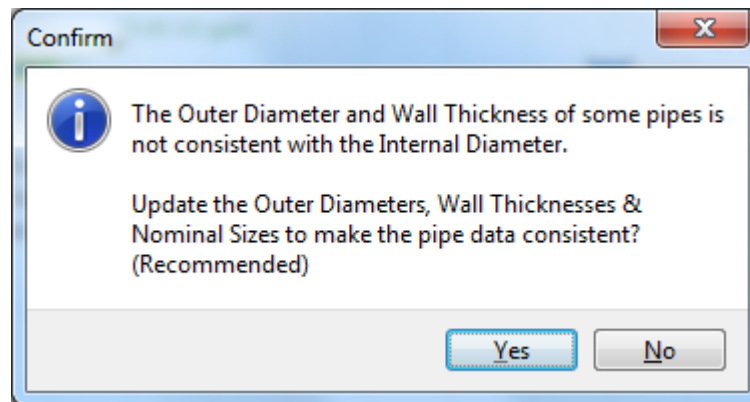 Confirm
The Outer Diameter and Wall Thickness of some pipes is
not consistent with the Internal Diameter.
Update the Outer Diameters, Wall Thicknesses &
Nominal Sizes to make the pipe data consistent?
(Recommended)
Yes
No